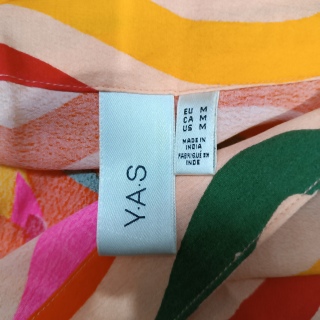 Y.A.S
EU M
CA M
US M
MADE IN
INDIA
FABRIQUÉ EN
INDE